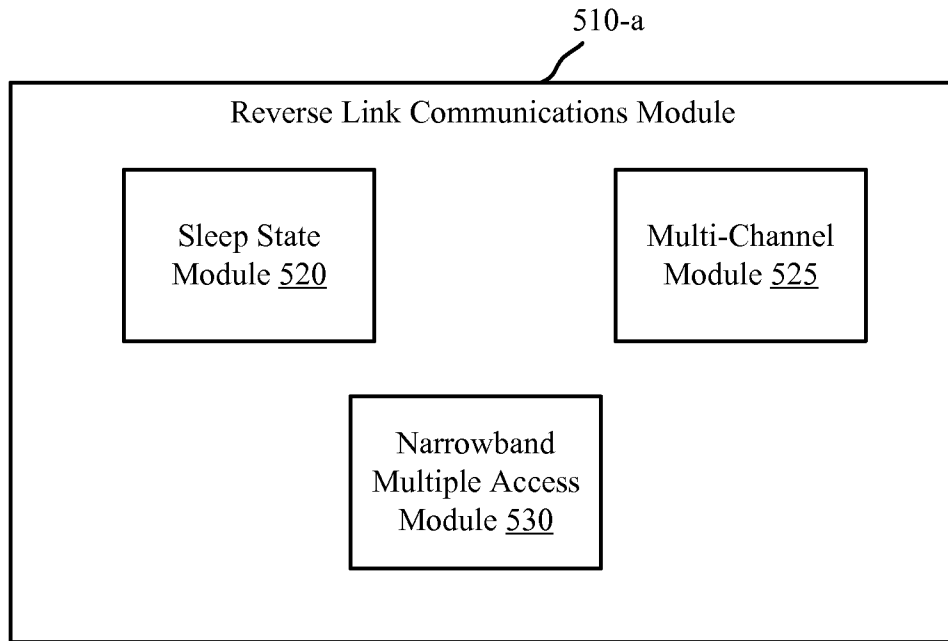 510-a
Reverse Link Communications Module
Sleep State
Module 520
Multi-Channel
Module 525
Narrowband
Multiple Access
Module 530